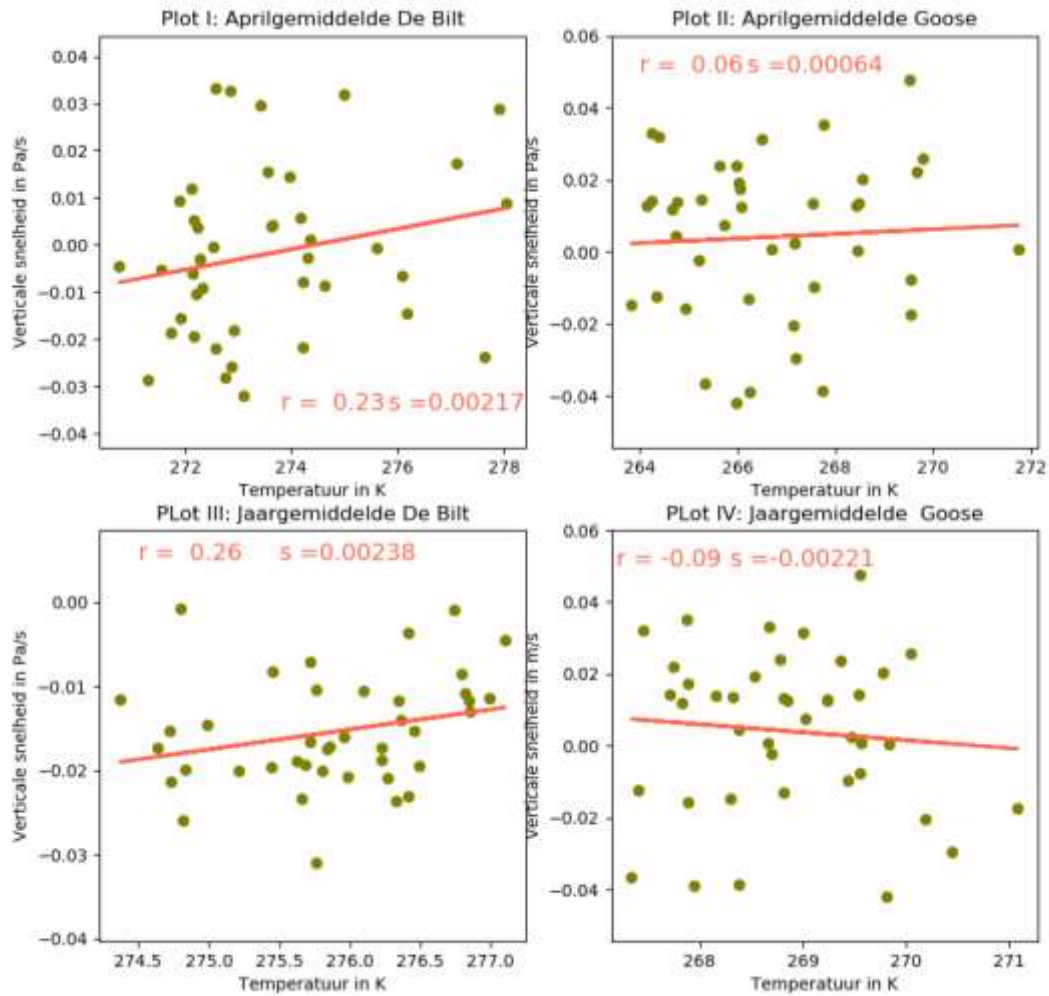 Plot I: Aprilgemiddelde De Bilt
0.04
0.03
0.02
0.01
0.00
−0.01
−0.02
−0.03
−0.04
Verticale snelheid in Pa/s
r = 0.23 s =0.00217
272 274 276 278
Temperatuur in K
Plot II: Aprilgemiddelde Goose
0.06
0.04
0.02
0.00
−0.02
−0.04
Verticale snelheid in Pa/s
r = 0.06 s =0.00064
264 266 268 270 272
Temperatuur in K
PLot III: Jaargemiddelde De Bilt
0.00
−0.01
−0.02
−0.03
−0.04
Verticale snelheid in Pa/s
r = 0.26 s =0.00238
274.5 275.0 275.5 276.0 276.5 277.0
Temperatuur in K
PLot IV: Jaargemiddelde Goose
0.06
0.04
0.02
0.00
−0.02
−0.04
Verticale snelheid in m/s
r = -0.09 s =-0.00221
268 269 270 271
Temperatuur in K